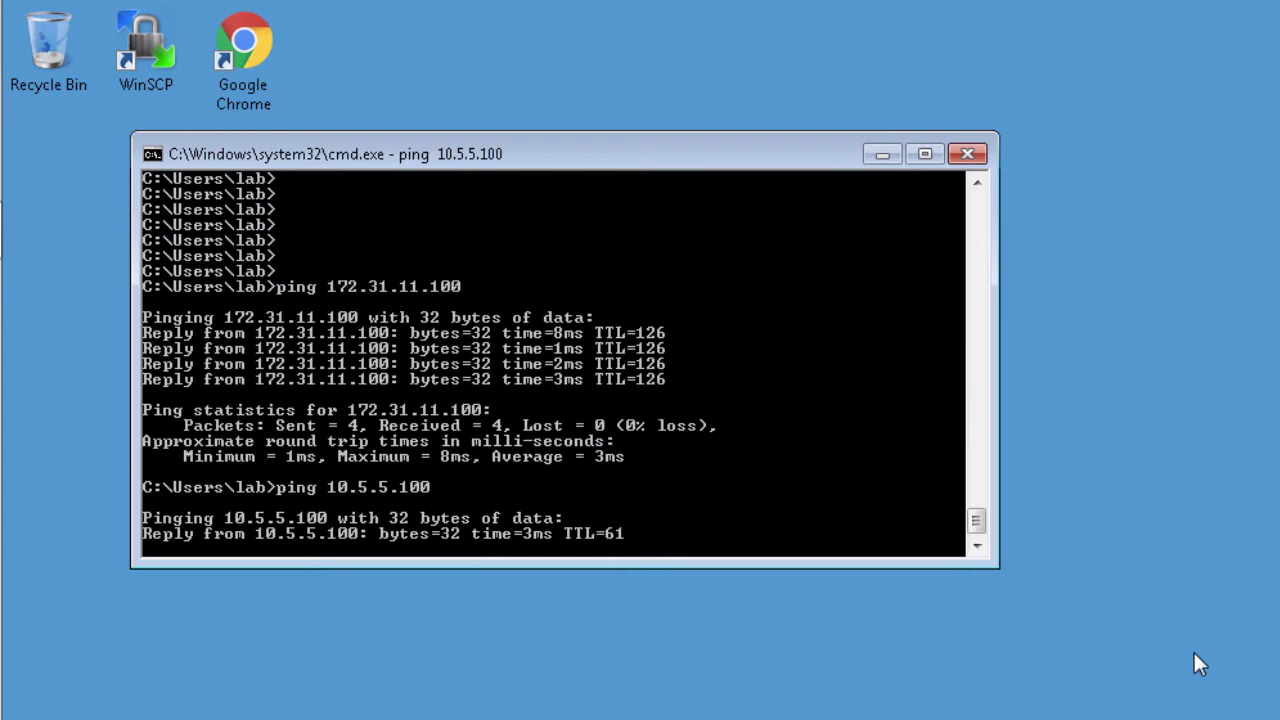 Recycle Bin
WinSCP
Google
Chrome
C:\Windows\system32\cmd.exe - ping  10.5.5.100
C:\Users\lab>
C:\Users\lab>
C:\Users\lab>
C:\Users\lab>
C:\Users\lab>
C:\Users\lab>
C:\Users\lab>
C:\Users\lab>ping 172.31.11.100
Pinging 172.31.11.100 with 32 bytes of data:
Reply from 172.31.11.100: bytes=32 time=8ms TTL=126
Reply from 172.31.11.100: bytes=32 time=1ms TTL=126
Reply from 172.31.11.100: bytes=32 time=2ms TTL=126
Reply from 172.31.11.100: bytes=32 time=3ms TTL=126
Ping statistics for 172.31.11.100:
    Packets: Sent = 4, Received = 4, Lost = 0 (0% loss),
Approximate round trip times in milli-seconds:
    Minimum = 1ms, Maximum = 8ms, Average = 3ms
C:\Users\lab>ping 10.5.5.100
Pinging 10.5.5.100 with 32 bytes of data:
Reply from 10.5.5.100: bytes=32 time=3ms TTL=61